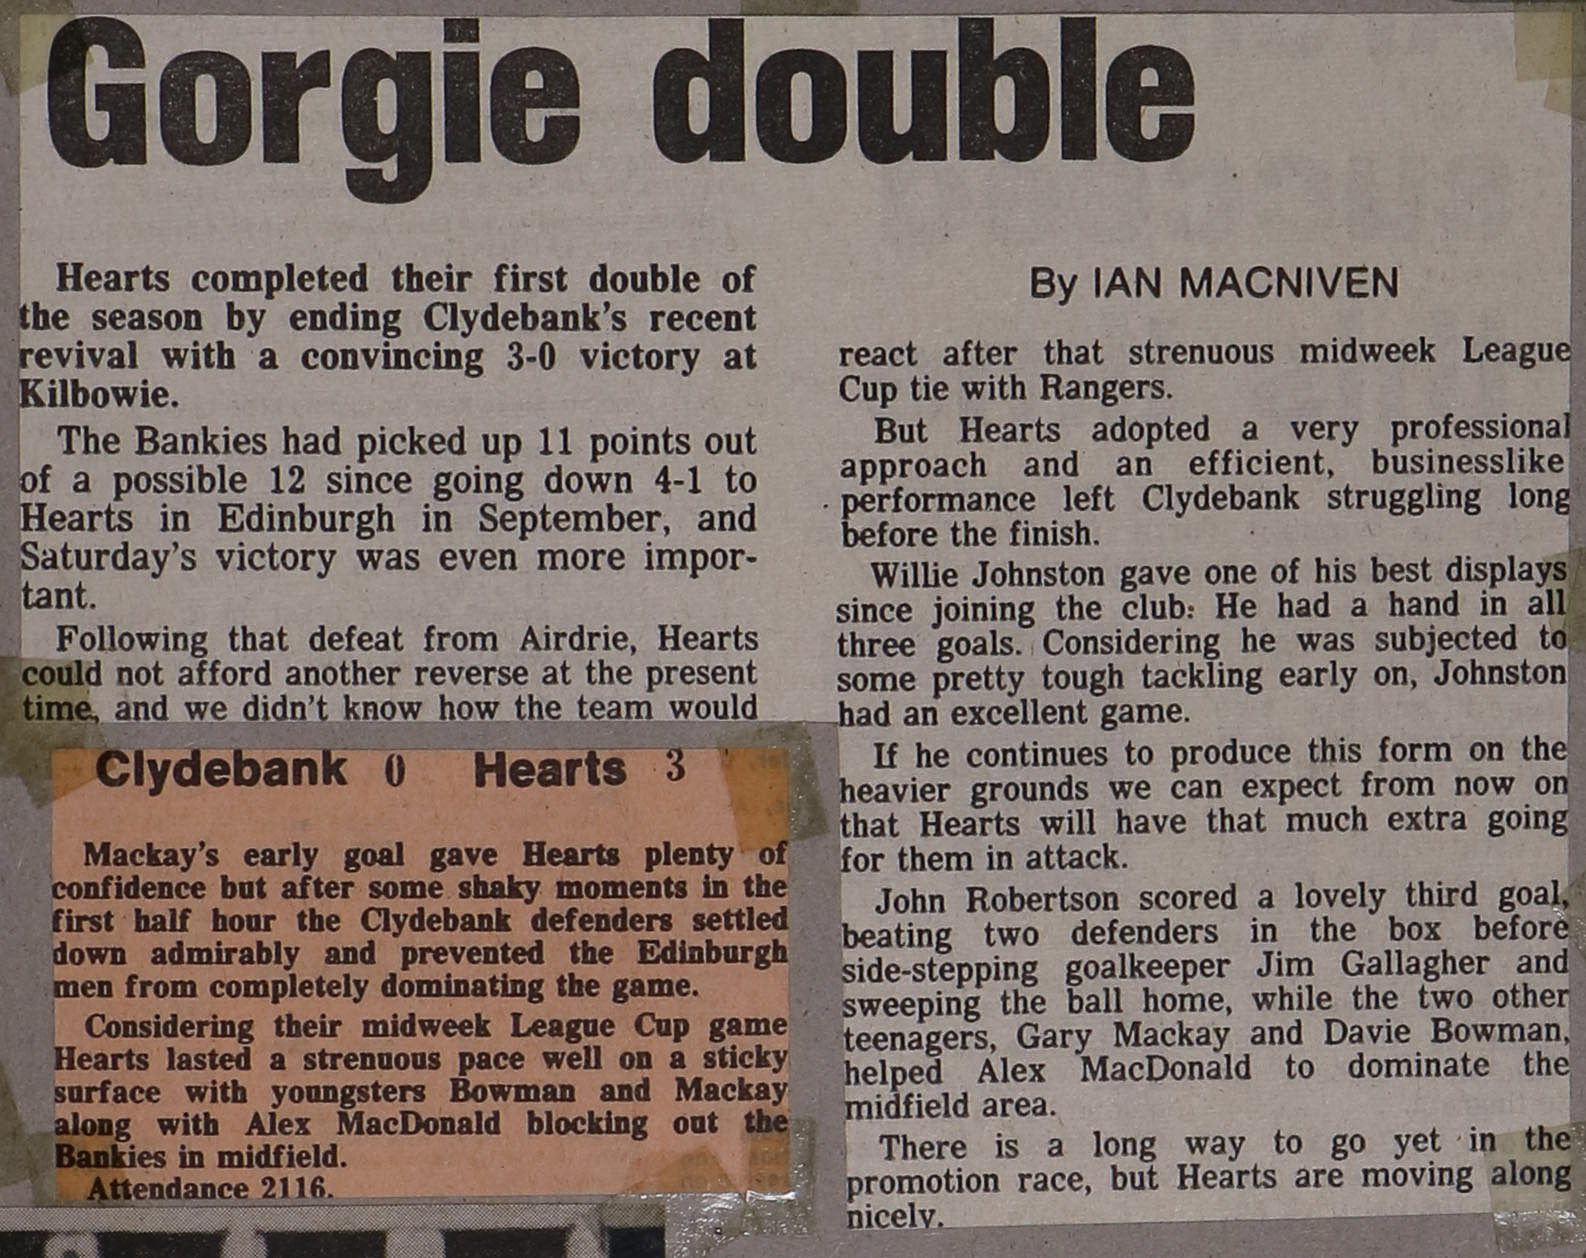 Gorgie double
Hearts completed their first double of
the season by ending Clydebank's recent
revival with a convincing 3-0 victory at
Kilbowie.
The Bankies had picked up 11 points out
of a possible 12 since going down 4-1 to
Hearts in Edinburgh in September, and
Saturday's victory was even more impor-
tant.
Following that defeat from Airdrie, Hearts
could not afford another reverse at the present
time, and we didn't know how the team would
By IAN MACNIVEN
react after that strenuous midweek League
Cup tie with Rangers.
But Hearts adopted a very professional
approach and an efficient, businesslike
performance left Clydebank struggling long
before the finish.
Willie Johnston gave one of his best displays
since joining the club: He had a hand in all
three goals. Considering he was subjected to
some pretty tough tackling early on, Johnston
had an excellent game.
If he continues to produce this form on the
heavier grounds we can expect from now on
that Hearts will have that much extra going
for them in attack.
John Robertson scored a lovely third goal,
beating two defenders in the box before
side-stepping goalkeeper Jim Gallagher and
sweeping the ball home, while the two other
teenagers, Gary Mackay and Davie Bowman,
helped Alex MacDonald to dominate the
midfield area.
There is a long way to go yet in the
promotion race, but Hearts are moving along
nicely.
Clydebank 0 Hearts 3
Mackay's early goal gave Hearts plenty of
confidence but after some shaky moments in the
first half hour the Clydebank defenders settled
down admirably and prevented the Edinburgh
men from completely dominating the game.
Considering their midweek League Cup game
Hearts lasted a strenuous pace well on a sticky
surface with youngsters Bowman and Mackay
along with Alex MacDonald blocking out the
Bankies in midfield.
Attendance 2116.